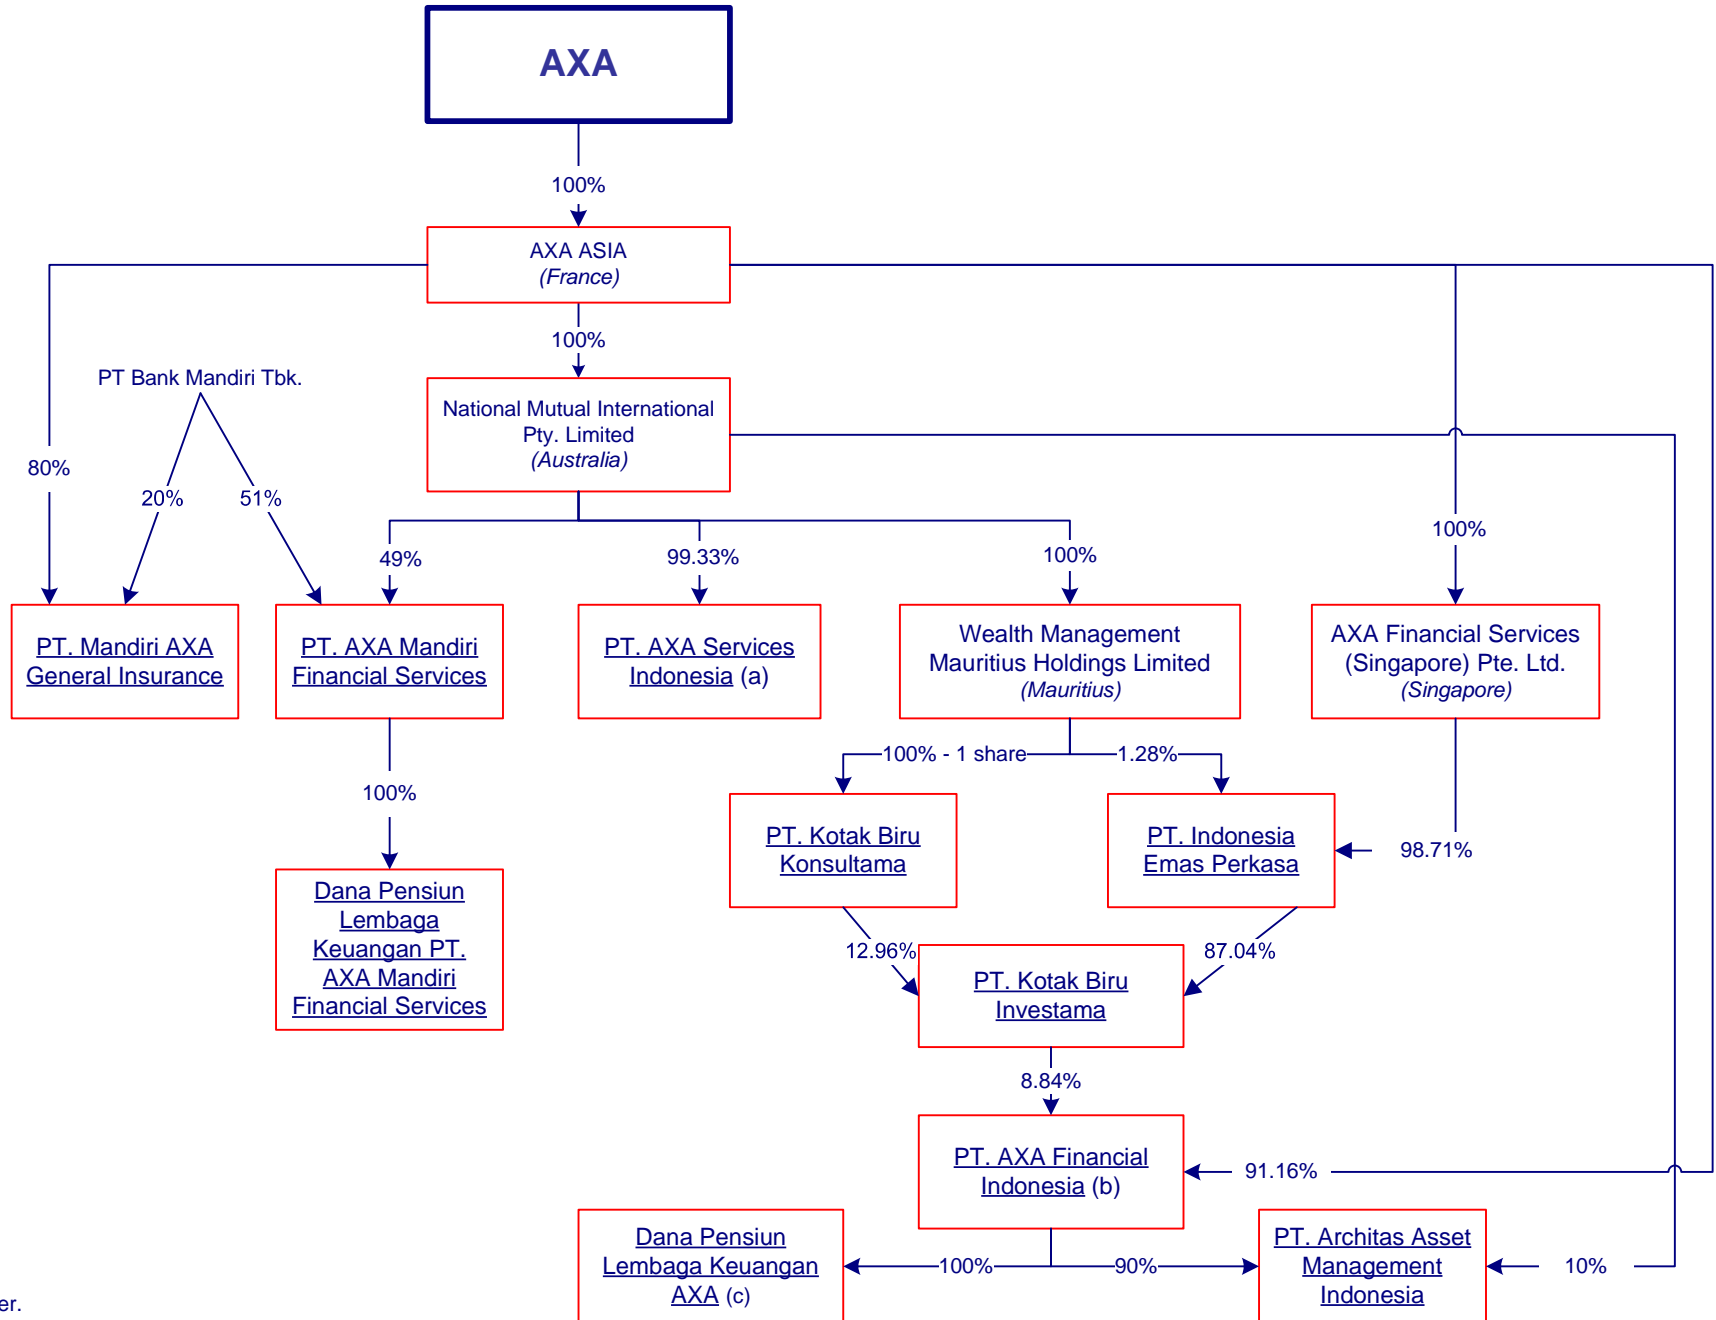 AXA
100%
AXA ASIA
(France)
100%
PT Bank Mandiri Tbk.
National Mutual International
Pty. Limited
(Australia)
80%
20%
51%
49%
99.33%
100%
100%
PT. Mandiri AXA
General Insurance
PT. AXA Mandiri
Financial Services
PT. AXA Services
Indonesia (a)
Wealth Management
Mauritius Holdings Limited
(Mauritius)
AXA Financial Services
(Singapore) Pte. Ltd.
(Singapore)
100% - 1 share
1.28%
100%
PT. Kotak Biru
Konsultama
PT. Indonesia
Emas Perkasa
98.71%
Dana Pensiun
Lembaga
Keuangan PT.
AXA Mandiri
Financial Services
12.96%
87.04%
PT. Kotak Biru
Investama
8.84%
PT. AXA Financial
Indonesia (b)
91.16%
Dana Pensiun
Lembaga Keuangan
AXA (c)
100%
90%
PT. Architas Asset
Management
Indonesia
10%
er.